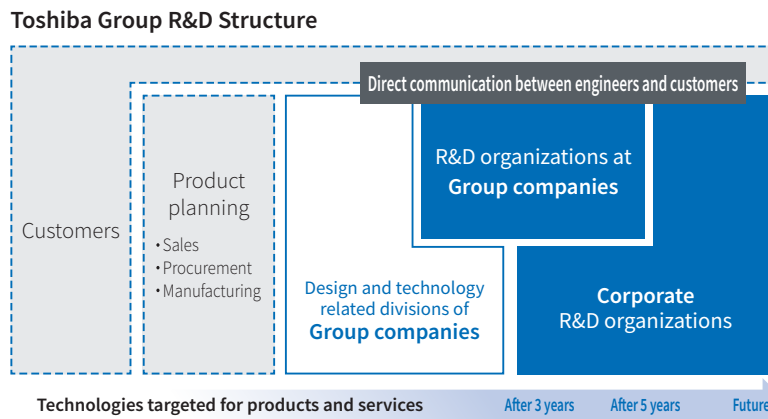 Toshiba Group R&D Structure
Direct communication between engineers and customers
Customers
Product
planning
・Sales
・Procurement
・Manufacturing
Design and technology
related divisions of
Group companies
R&D organizations at
Group companies
Corporate
R&D organizations
Technologies targeted for products and services
After 3 years
After 5 years
Future